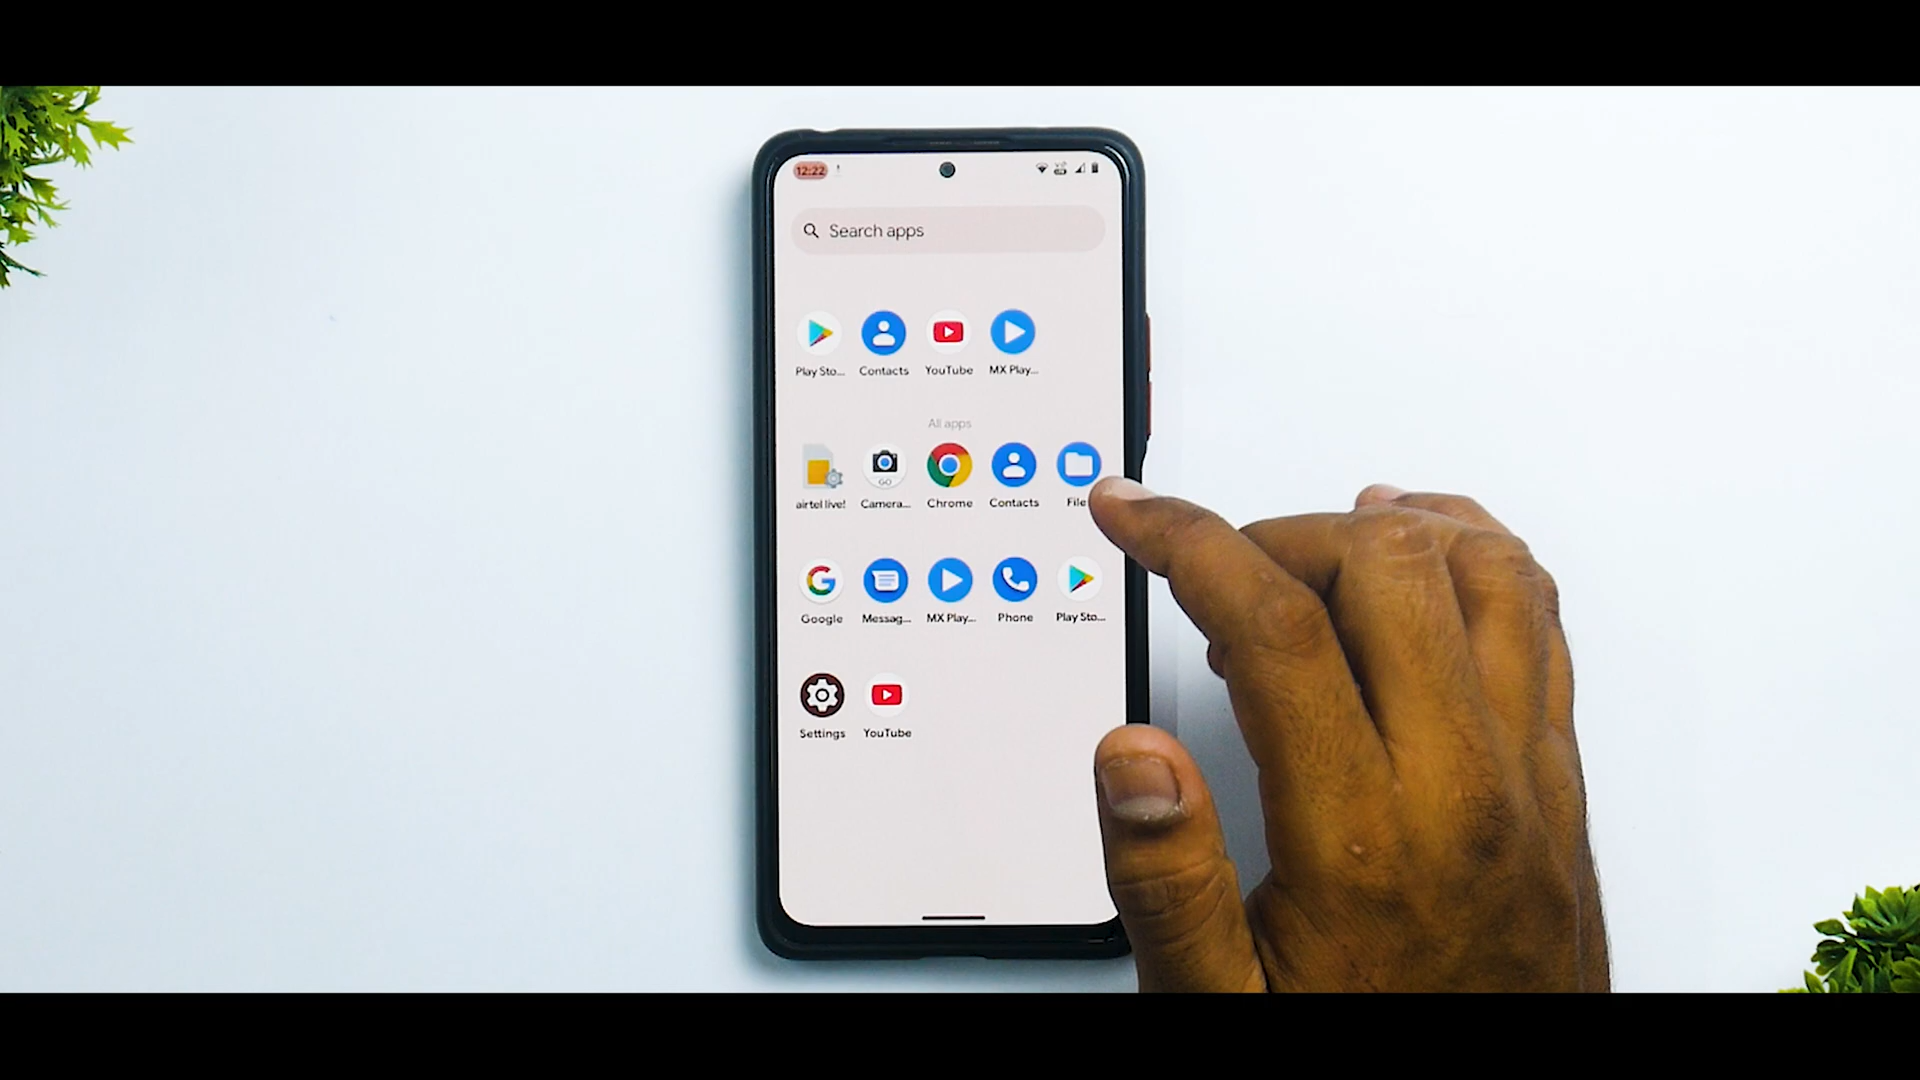 12:22
Search apps
Play Sto... Contacts YouTube MX Play...
All apps
airtel live! Camera... Chrome Contacts File
GO
Google Messag... MX Play... Phone Play Sto...
Settings YouTube